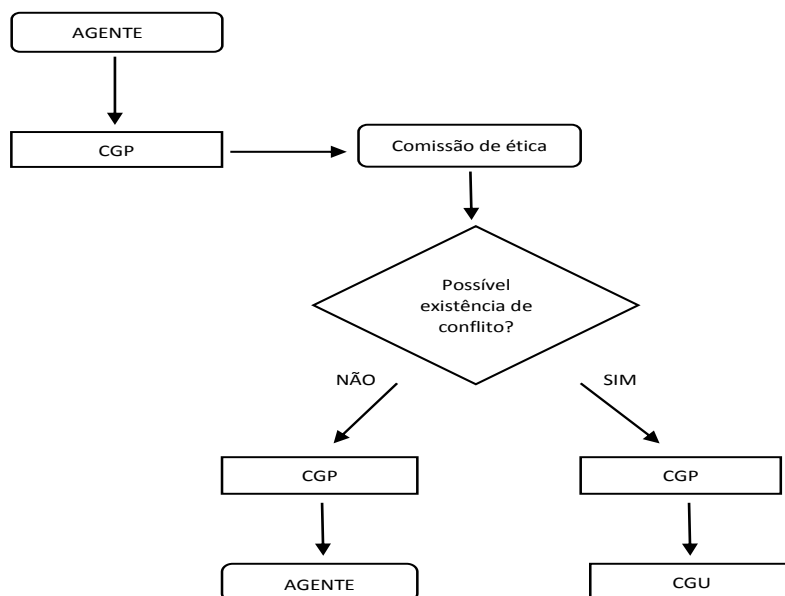 AGENTE
CGP
Comissão de ética
Possível
existência de
conflito?
NÃO
SIM
CGP
CGP
AGENTE
CGU